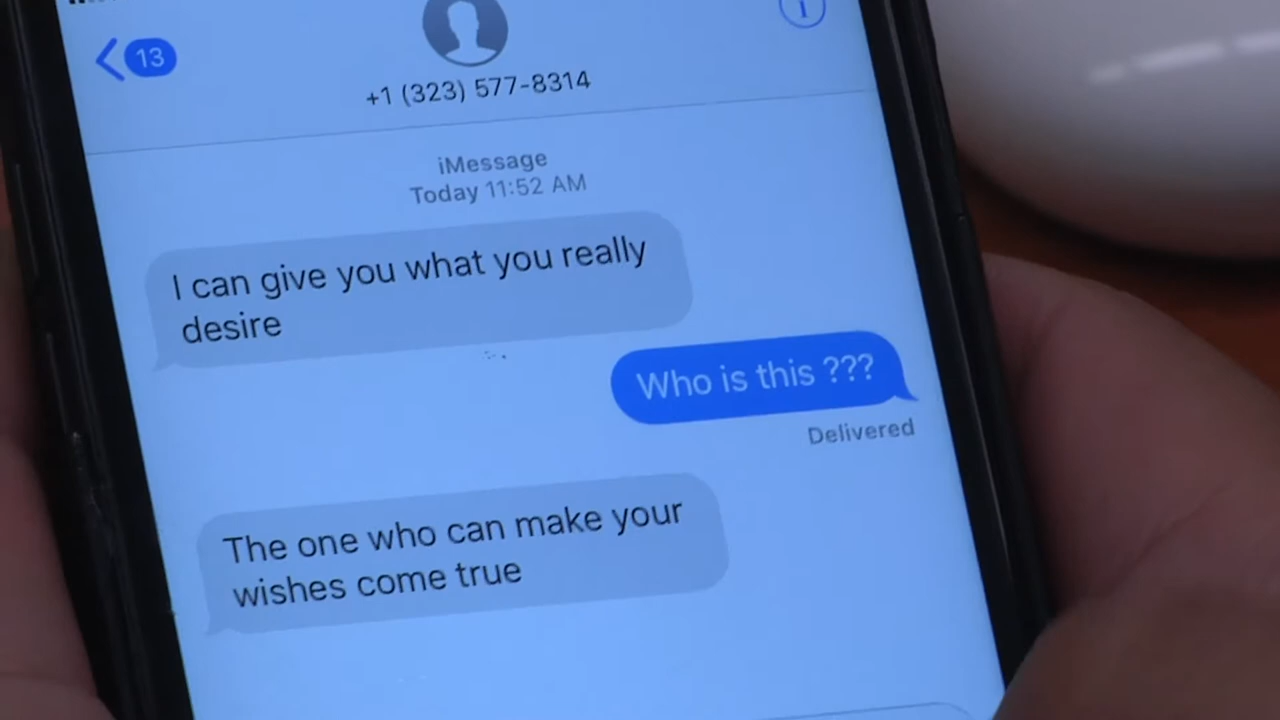 13
+1 (323) 577-8314
iMessage
Today 11:52 AM
I can give you what you really
desire
Who is this ???
Delivered
The one who can make your
wishes come true